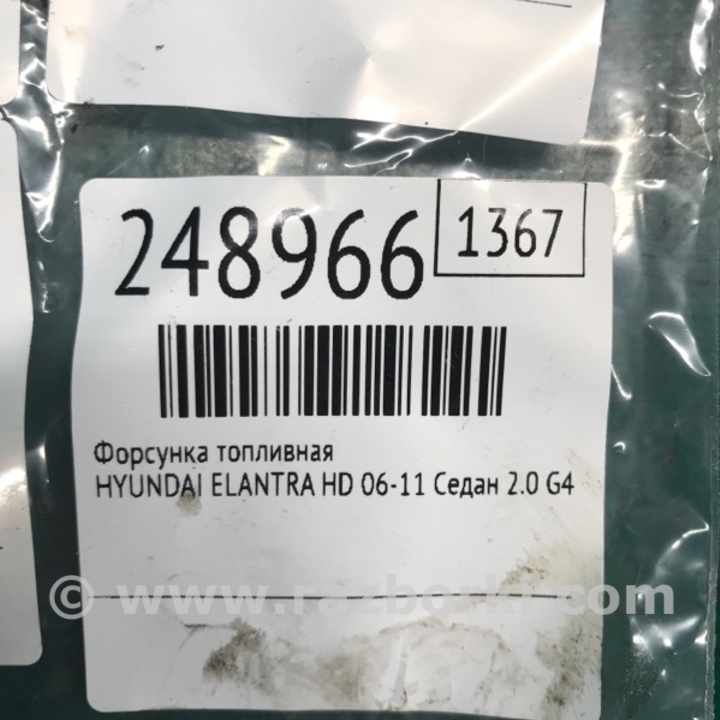 248966
1367
Форсунка топливная
HYUNDAI ELANTRA HD 06-11 Седан 2.0 G4
© www.razborki.com